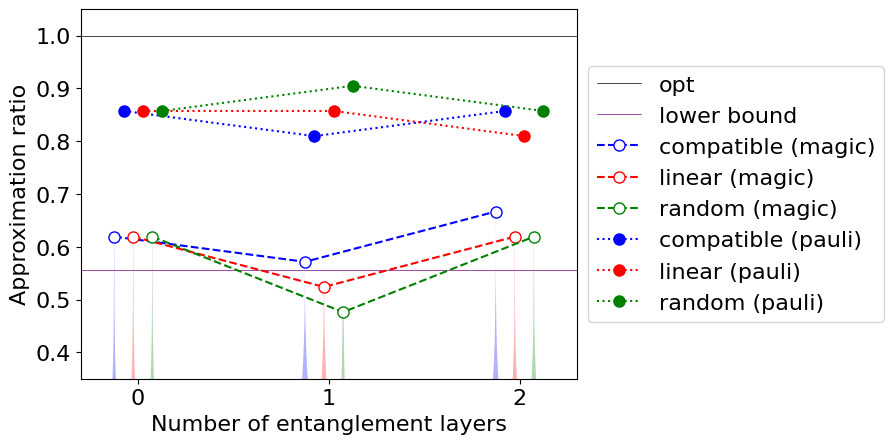 1.0
0.9
0.8
0.7
0.6
0.5
0.4
Approximation ratio
0 1 2
Number of entanglement layers
opt
lower bound
compatible (magic)
linear (magic)
random (magic)
compatible (pauli)
linear (pauli)
random (pauli)